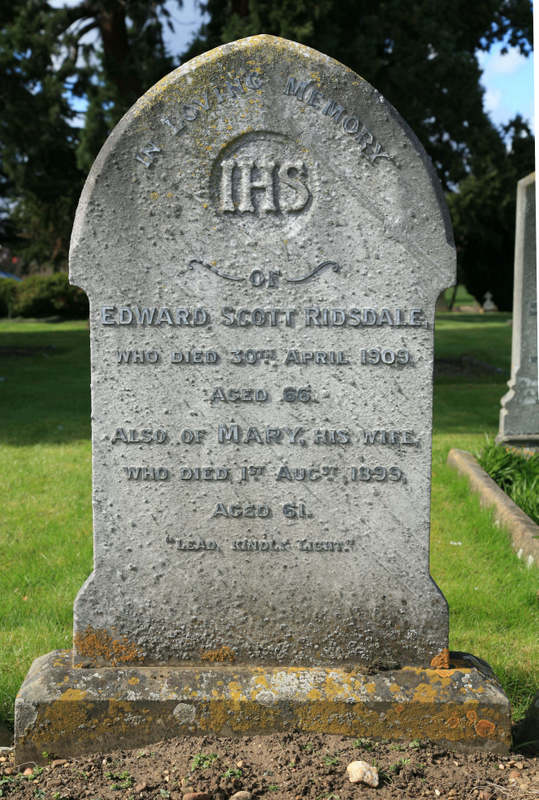 IN LOVING MEMORY
IHS
OF
EDWARD SCOTT RIDSDALE,
WHO DIED 30TH APRIL 1909,
AGED 66.
ALSO OF MARY, HIS WIFE,
WHO DIED 1ST AUGST, 1899,
AGED 61.
"LEAD, KINDLY LIGHT."